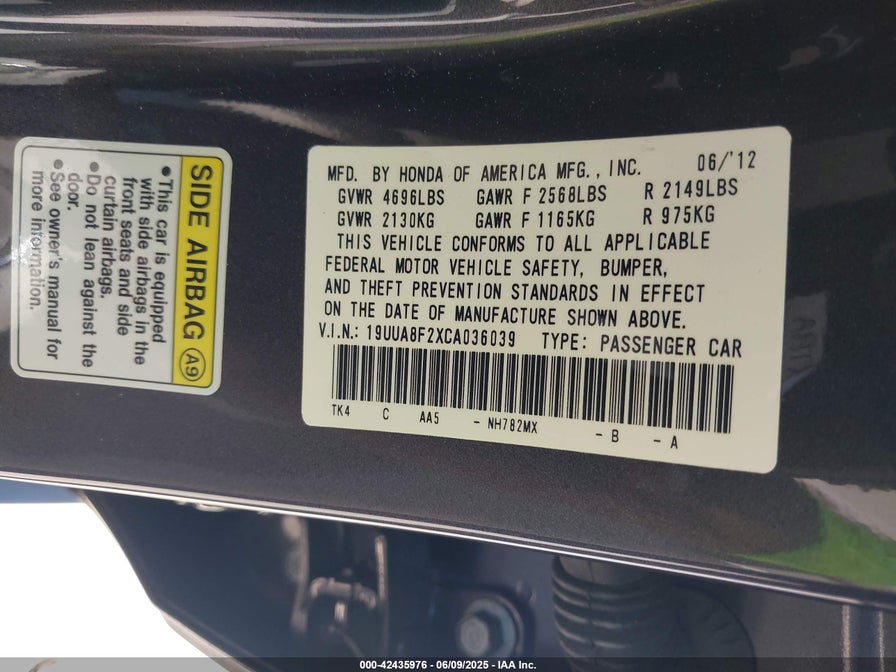 SIDE AIRBAG A9
• This car is equipped
with side airbags in the
front seats and side
curtain airbags.
• Do not lean against the
door.
• See owner's manual for
more information.
MFD. BY HONDA OF AMERICA MFG., INC. 06/'12
GVWR 4696LBS GAWR F 2568LBS R 2149LBS
GVWR 2130KG GAWR F 1165KG R 975KG
THIS VEHICLE CONFORMS TO ALL APPLICABLE
FEDERAL MOTOR VEHICLE SAFETY, BUMPER,
AND THEFT PREVENTION STANDARDS IN EFFECT
ON THE DATE OF MANUFACTURE SHOWN ABOVE.
V.I.N.: 19UUA8F2XCA036039 TYPE: PASSENGER CAR
TK4 C AA5 - NH782MX - B - A
000-42435976 - 06/09/2025 - IAA Inc.